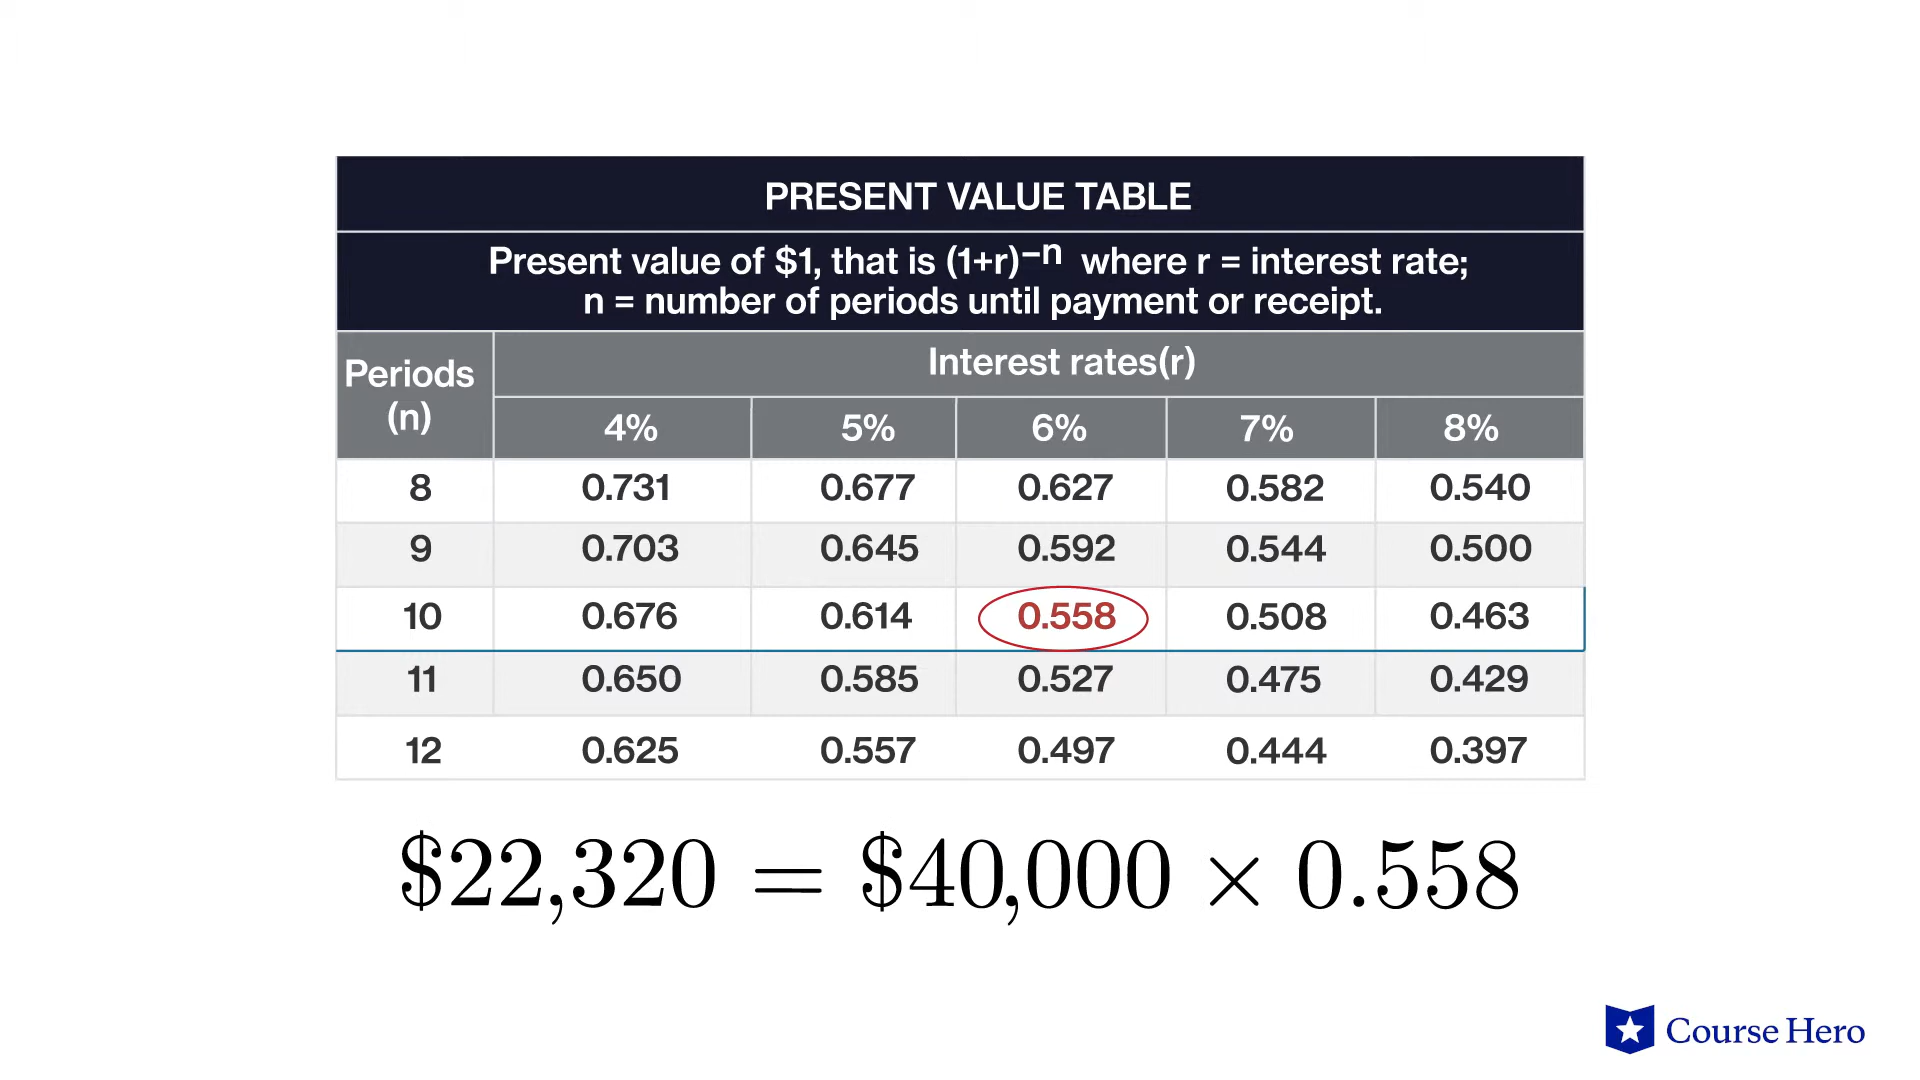 PRESENT VALUE TABLE
Present value of $1, that is (1+r)⁻ⁿ where r = interest rate;
n = number of periods until payment or receipt.
Periods (n)
Interest rates(r)
4% 5% 6% 7% 8%
8 0.731 0.677 0.627 0.582 0.540
9 0.703 0.645 0.592 0.544 0.500
10 0.676 0.614 0.558 0.508 0.463
11 0.650 0.585 0.527 0.475 0.429
12 0.625 0.557 0.497 0.444 0.397
$22,320 = $40,000 × 0.558
Course Hero